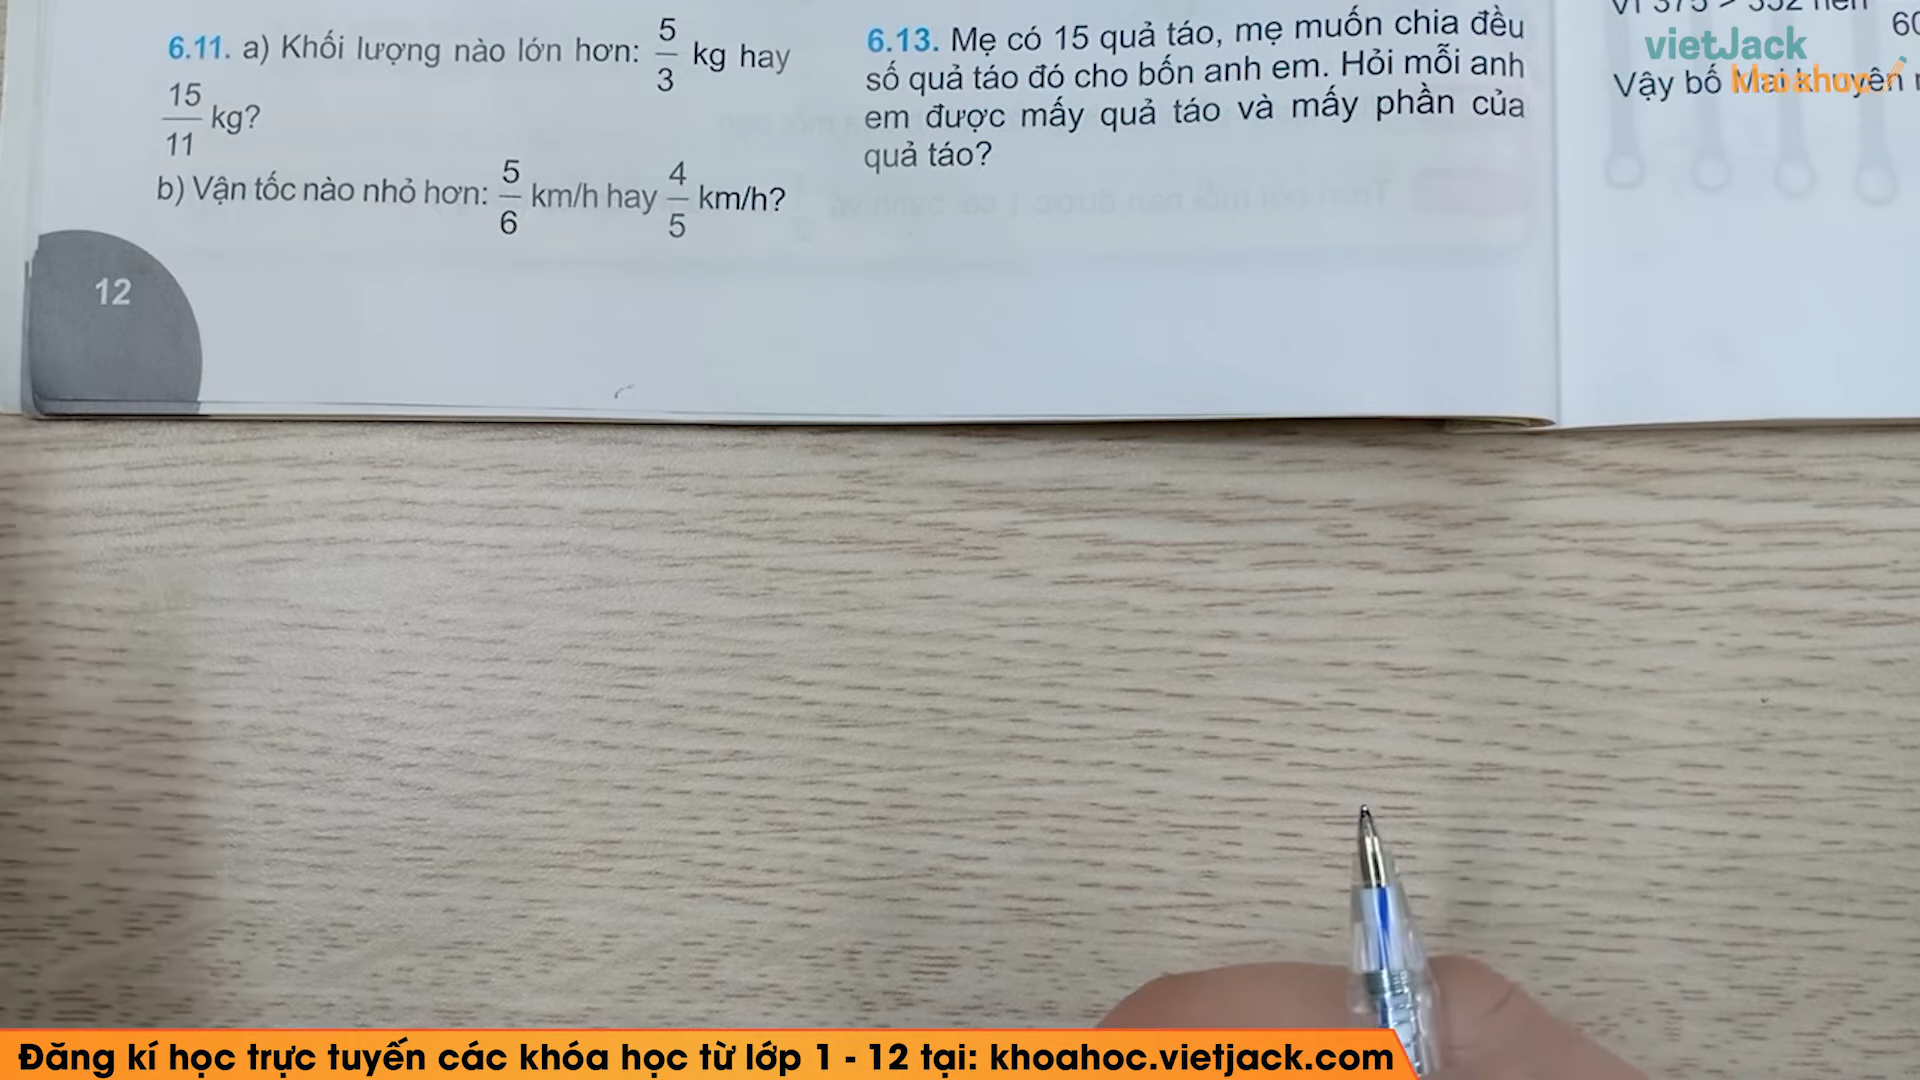 6.11. a) Khối lượng nào lớn hơn: 5/3 kg hay
15/11 kg?
b) Vận tốc nào nhỏ hơn: 5/6 km/h hay 4/5 km/h?
12
6.13. Mẹ có 15 quả táo, mẹ muốn chia đều
số quả táo đó cho bốn anh em. Hỏi mỗi anh
em được mấy quả táo và mấy phần của
quả táo?
60
Vậy bố
vietJack
khoahoc
Đăng kí học trực tuyến các khóa học từ lớp 1 - 12 tại: khoahoc.vietjack.com